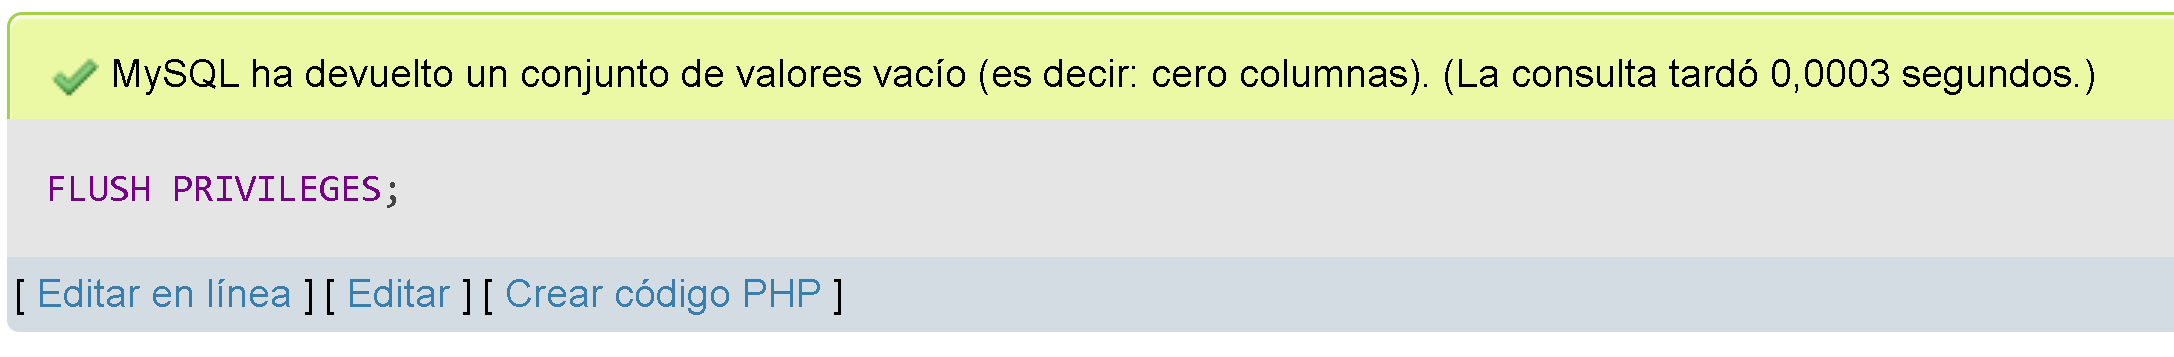 MySQL ha devuelto un conjunto de valores vacío (es decir: cero columnas). (La consulta tardó 0,0003 segundos.)
FLUSH PRIVILEGES;
[ Editar en línea ] [ Editar ] [ Crear código PHP ]